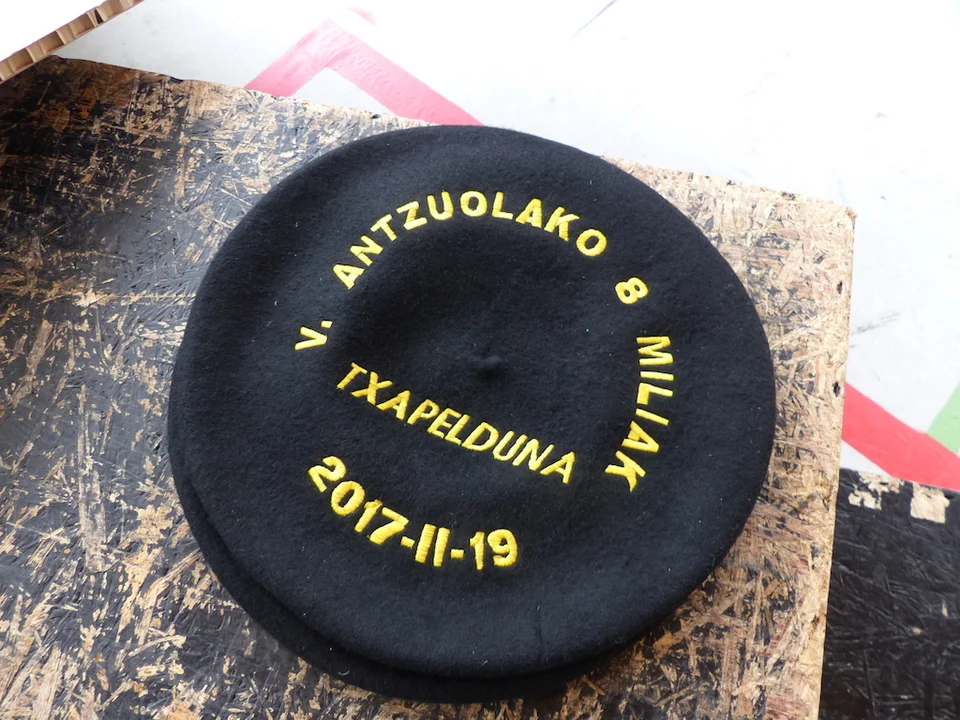 V. ANTZUOLAKO 8 MILIAK
TXAPELDUNA
2017-II-19